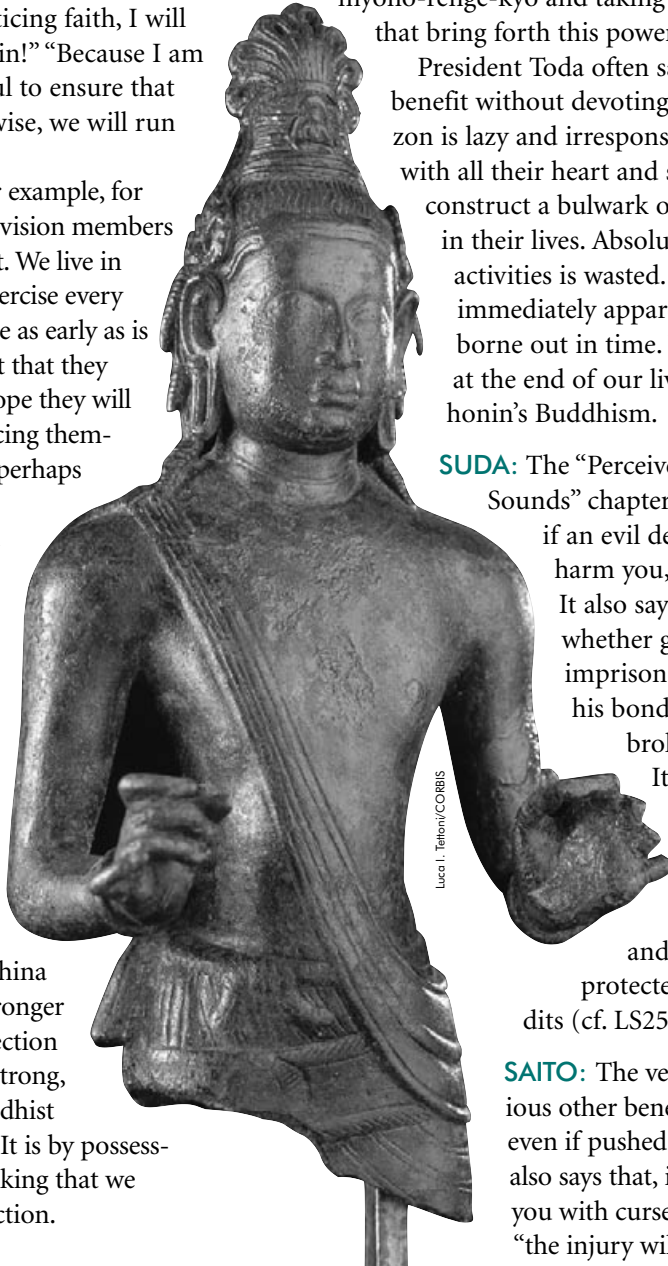 ticing faith, I will
in!” “Because I am
ul to ensure that
wise, we will run
r example, for
vision members
t. We live in
ercise every
e as early as is
t that they
ope they will
cing them-
perhaps
hina
ronger
ection
trong,
dhist
It is by possess-
king that we
ction.
Luca I. Tettoni/CORBIS
myoho-renge-kyo and taking
that bring forth this power
President Toda often sa
benefit without devoting
zon is lazy and irrespons
with all their heart and s
construct a bulwark o
in their lives. Absolu
activities is wasted.
immediately appar
borne out in time.
at the end of our liv
honin’s Buddhism.
SUDA: The “Perceive
Sounds” chapter
if an evil de
harm you,
It also say
whether g
imprison
his bond
brol
It
and
protecte
dits (cf. LS25
SAITO: The ve
ious other bene
even if pushed
also says that, i
you with curse
“the injury wil